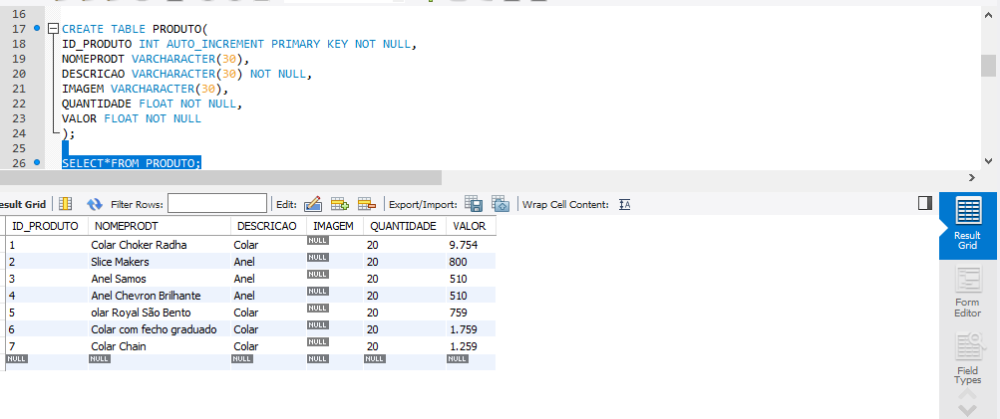 16
17 CREATE TABLE PRODUTO(
18 ID_PRODUTO INT AUTO_INCREMENT PRIMARY KEY NOT NULL,
19 NOMEPRODT VARCHARACTER(30),
20 DESCRICAO VARCHARACTER(30) NOT NULL,
21 IMAGEM VARCHARACTER(30),
22 QUANTIDADE FLOAT NOT NULL,
23 VALOR FLOAT NOT NULL
24 );
25
26 SELECT*FROM PRODUTO;
esult Grid Filter Rows: Edit: Export/Import: Wrap Cell Content: IA
ID_PRODUTO NOMEPRODT DESCRICAO IMAGEM QUANTIDADE VALOR
1 Colar Choker Radha Colar NULL 20 9.754
2 Slice Makers Anel NULL 20 800
3 Anel Samos Anel NULL 20 510
4 Anel Chevron Brilhante Anel NULL 20 510
5 olar Royal São Bento Colar NULL 20 759
6 Colar com fecho graduado Colar NULL 20 1.759
7 Colar Chain Colar NULL 20 1.259
NULL NULL NULL NULL NULL NULL
Result
Grid
Form
Editor
Field
Types